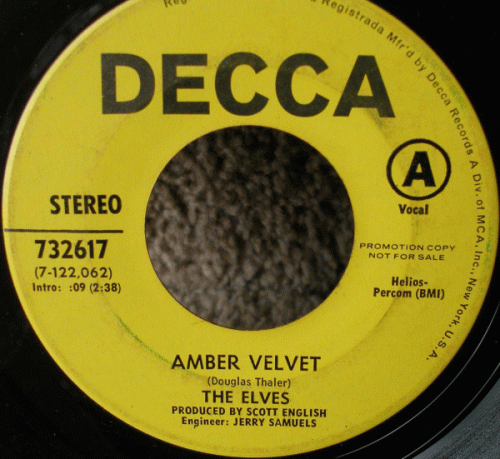 Registrada Mfr'd by Decca Records A Div. of MCA, Inc., New York, U.S.A.
DECCA
A
Vocal
STEREO
732617
(7-122,062)
Intro: :09 (2:38)
PROMOTION COPY
NOT FOR SALE
Helios-
Percom (BMI)
AMBER VELVET
(Douglas Thaler)
THE ELVES
PRODUCED BY SCOTT ENGLISH
Engineer: JERRY SAMUELS